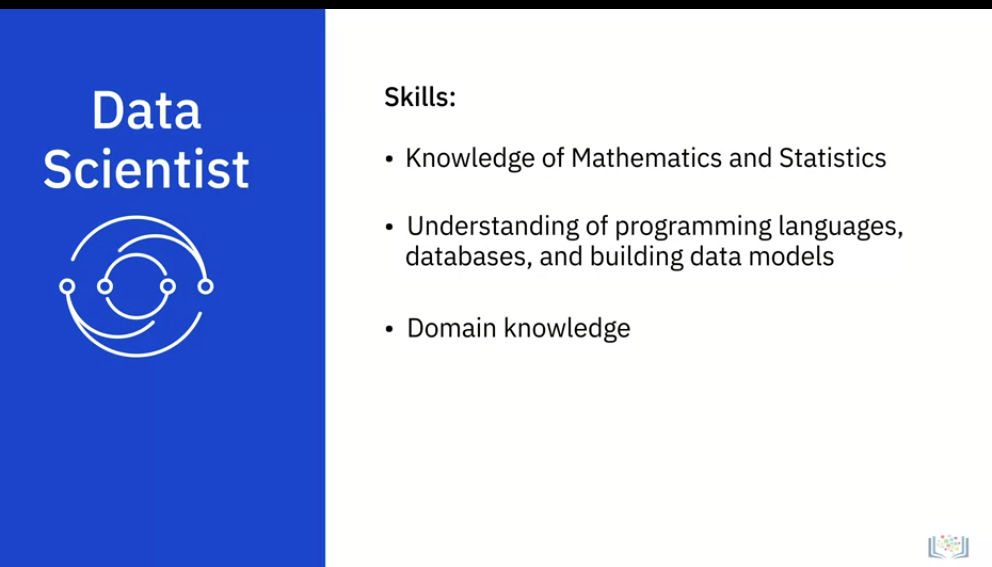 Data
Scientist
Skills:
• Knowledge of Mathematics and Statistics
• Understanding of programming languages,
databases, and building data models
• Domain knowledge